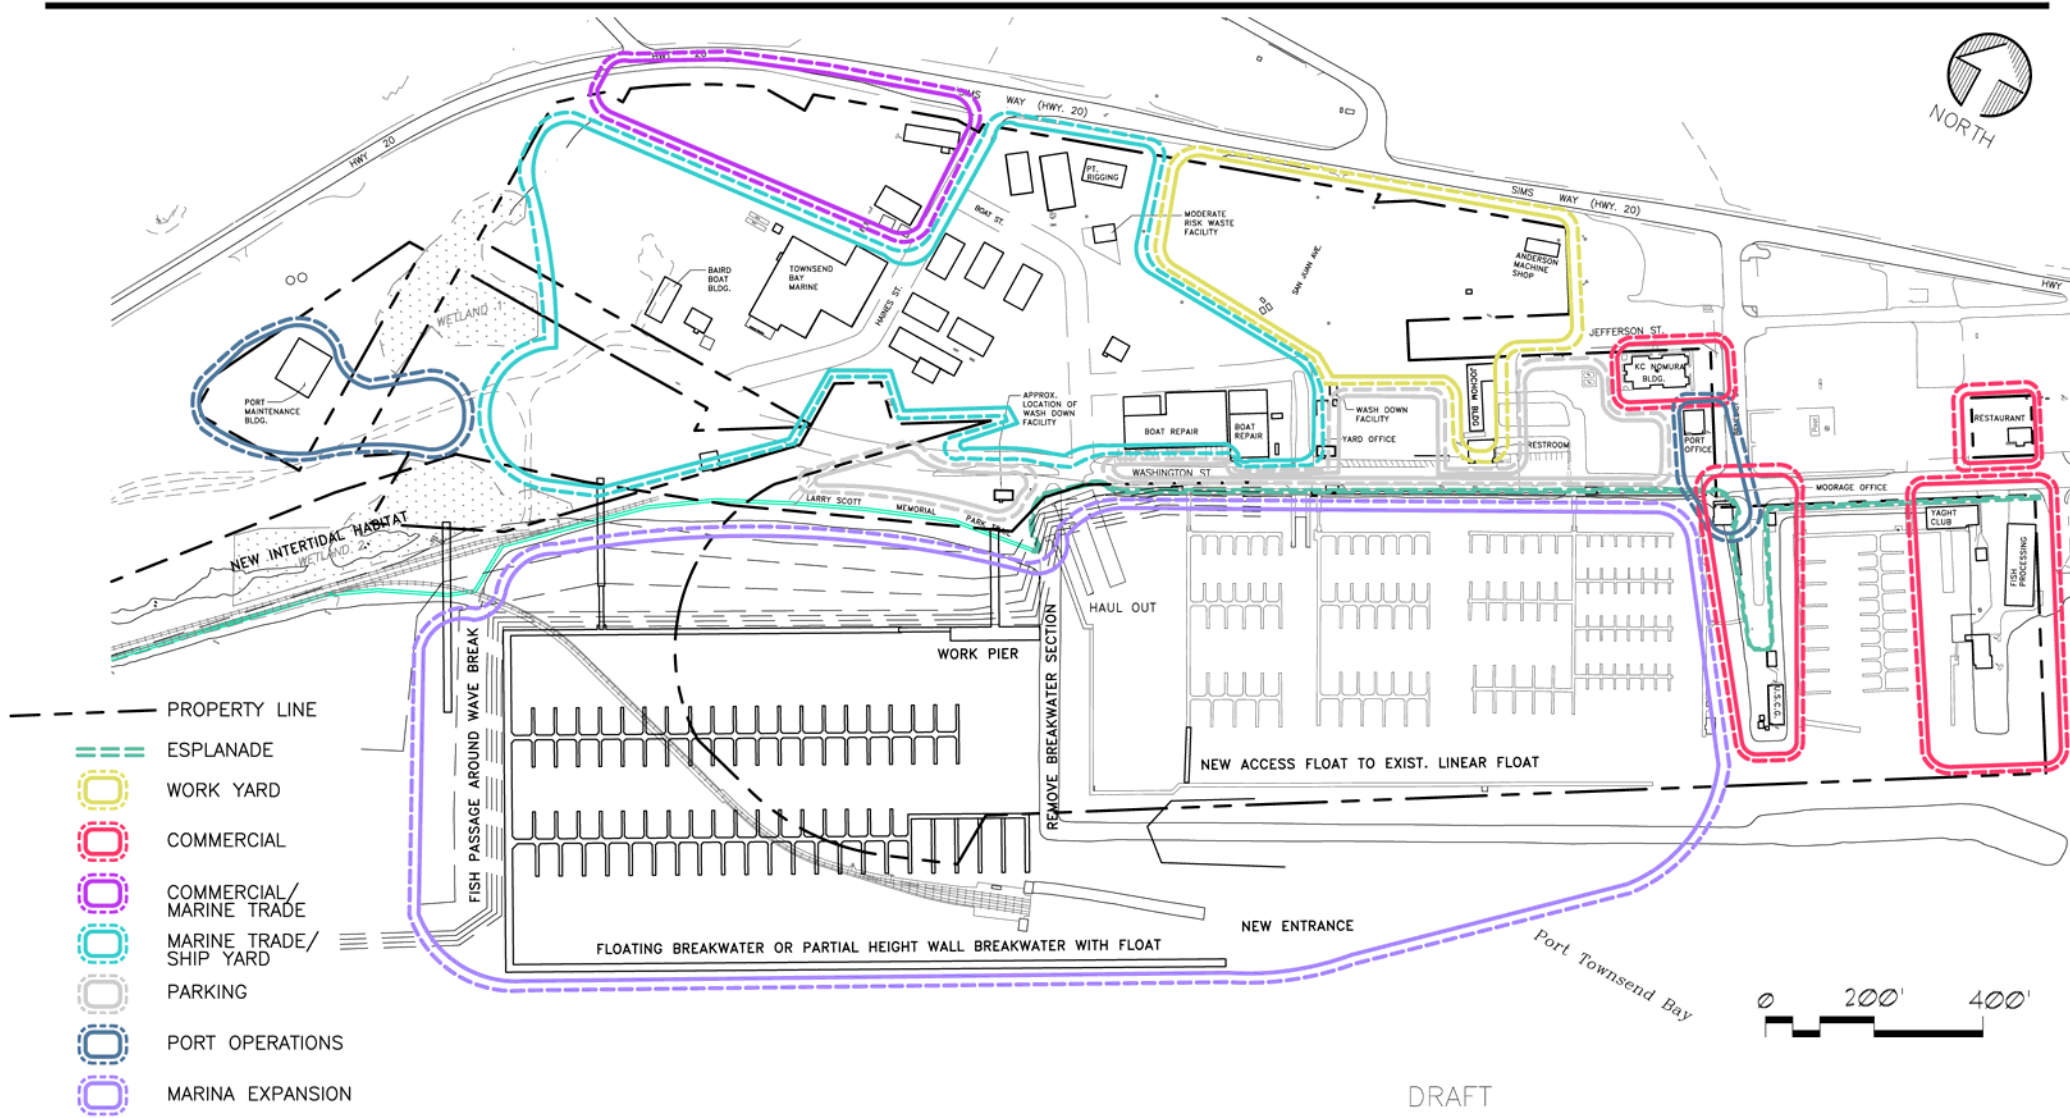 HWY 20
SIMS
WAY (HWY. 20)
NORTH
HWY 20
PT.
RIGGING
BOAT ST.
MODERATE
RISK WASTE
FACILITY
SIMS WAY (HWY. 20)
SAN JUAN AVE.
ANDERSON
MACHINE
SHOP
HWY
BAIRD
BOAT
BLDG.
TOWNSEND
BAY
MARINE
HAINES ST.
WETLAND 1
JEFFERSON ST.
KC NOMURA
BLDG.
PORT
MAINTENANCE
BLDG.
APPROX.
LOCATION OF
WASH DOWN
FACILITY
BOAT REPAIR
BOAT
REPAIR
WASH DOWN
FACILITY
YARD OFFICE
JOCHOM BLDG
RESTROOM
PORT
OFFICE
RESTAURANT
WASHINGTON ST.
MOORAGE OFFICE
LARRY SCOTT MEMORIAL PARK
YAGHT
CLUB
FISH
PROCESSING
NEW INTERTIDAL HABITAT
WETLAND 2
HAUL OUT
WORK PIER
FISH PASSAGE AROUND WAVE BREAK
REMOVE BREAKWATER SECTION
U.S.C.G.
NEW ACCESS FLOAT TO EXIST. LINEAR FLOAT
NEW ENTRANCE
FLOATING BREAKWATER OR PARTIAL HEIGHT WALL BREAKWATER WITH FLOAT
Port Townsend Bay
PROPERTY LINE
ESPLANADE
WORK YARD
COMMERCIAL
COMMERCIAL/
MARINE TRADE
MARINE TRADE/
SHIP YARD
PARKING
PORT OPERATIONS
MARINA EXPANSION
0 200' 400'
DRAFT